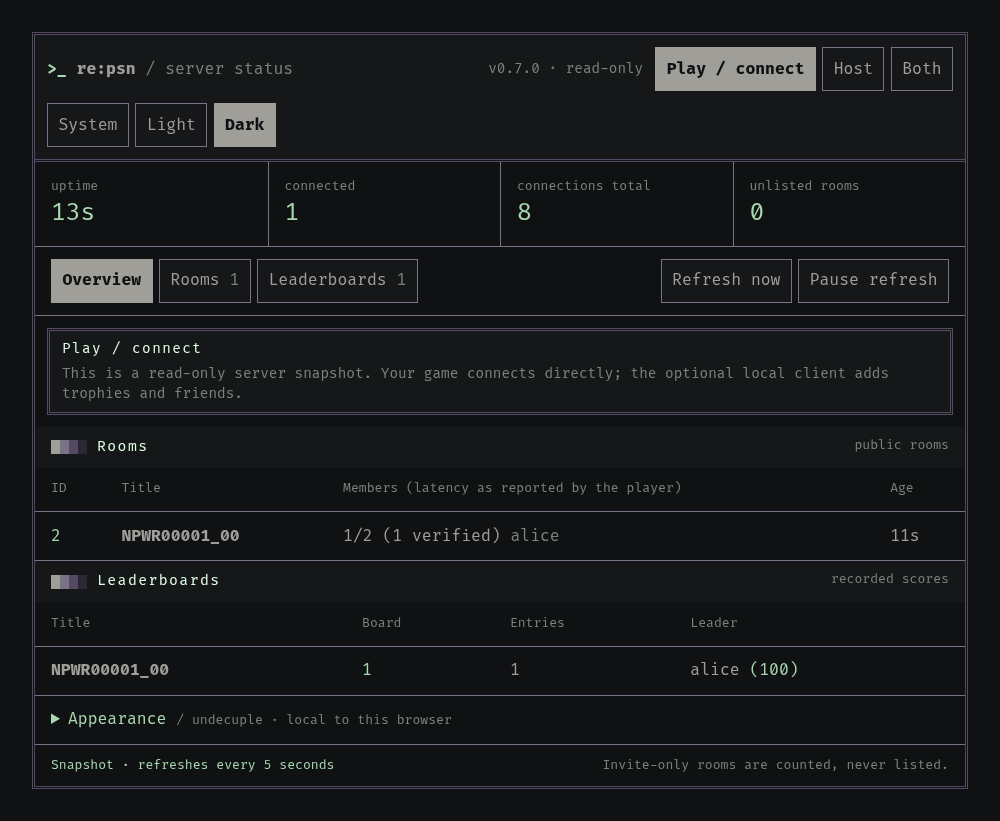 >_ re:psn / server status
v0.7.0 · read-only
Play / connect
Host
Both
System
Light
Dark
uptime
13s
connected
1
connections total
8
unlisted rooms
0
Overview
Rooms 1
Leaderboards 1
Refresh now
Pause refresh
Play / connect
This is a read-only server snapshot. Your game connects directly; the optional local client adds
trophies and friends.
Rooms
public rooms
ID Title Members (latency as reported by the player) Age
2 NPWR00001_00 1/2 (1 verified) alice 11s
Leaderboards
recorded scores
Title Board Entries Leader
NPWR00001_00 1 1 alice (100)
▶ Appearance / undecuple · local to this browser
Snapshot · refreshes every 5 seconds
Invite-only rooms are counted, never listed.